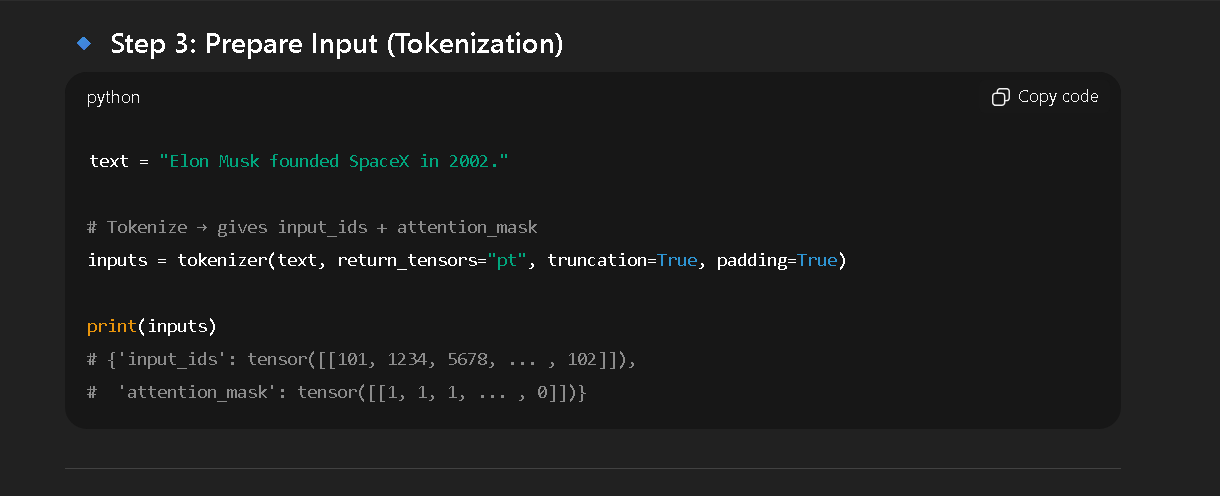 Step 3: Prepare Input (Tokenization)
python
Copy code
text = "Elon Musk founded SpaceX in 2002."
# Tokenize → gives input_ids + attention_mask
inputs = tokenizer(text, return_tensors="pt", truncation=True, padding=True)
print(inputs)
# {'input_ids': tensor([[101, 1234, 5678, ... , 102]]),
#  'attention_mask': tensor([[1, 1, 1, ... , 0]])}